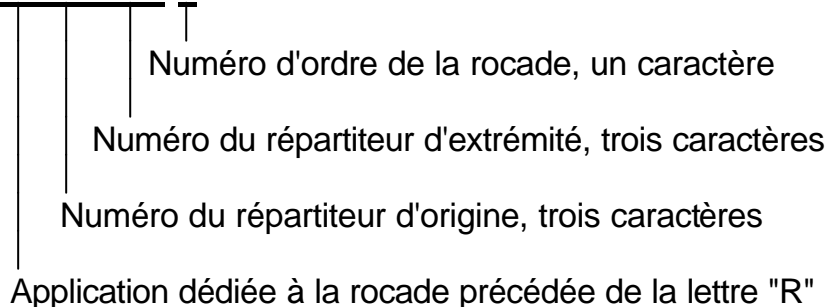 Numéro d'ordre de la rocade, un caractère
Numéro du répartiteur d'extrémité, trois caractères
Numéro du répartiteur d'origine, trois caractères
Application dédiée à la rocade précédée de la lettre "R"